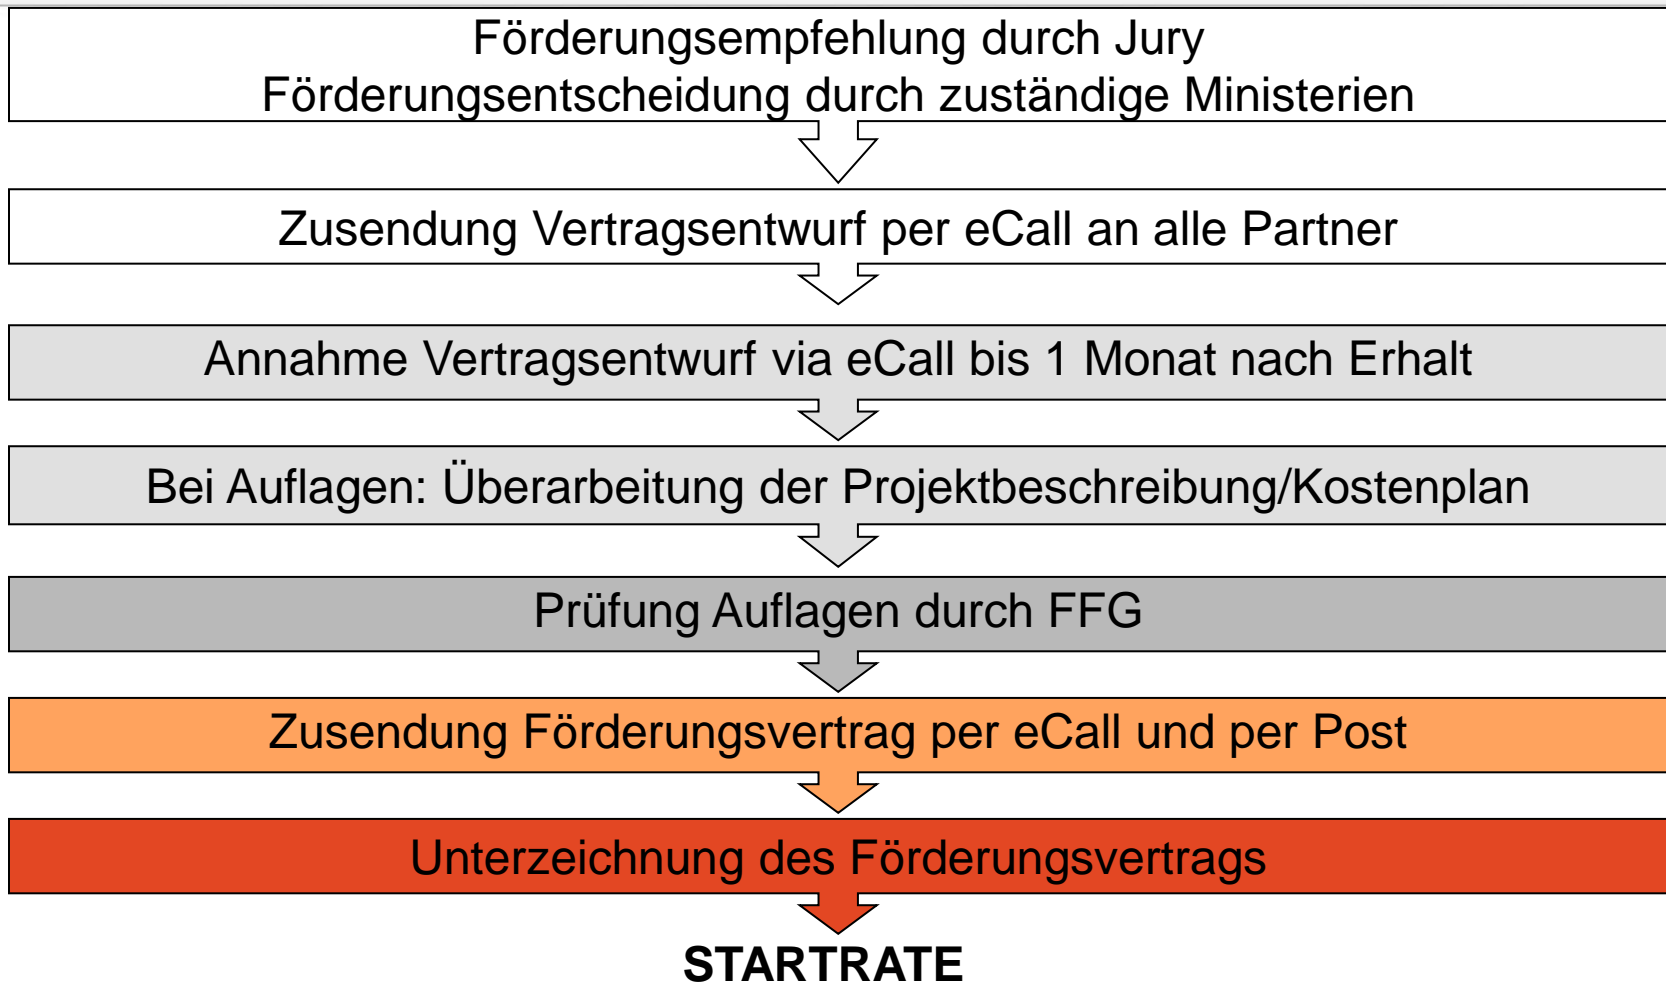 Förderungsempfehlung durch Jury
Förderungsentscheidung durch zuständige Ministerien
Zusendung Vertragsentwurf per eCall an alle Partner
Annahme Vertragsentwurf via eCall bis 1 Monat nach Erhalt
Bei Auflagen: Überarbeitung der Projektbeschreibung/Kostenplan
Prüfung Auflagen durch FFG
Zusendung Förderungsvertrag per eCall und per Post
Unterzeichnung des Förderungsvertrags
STARTRATE